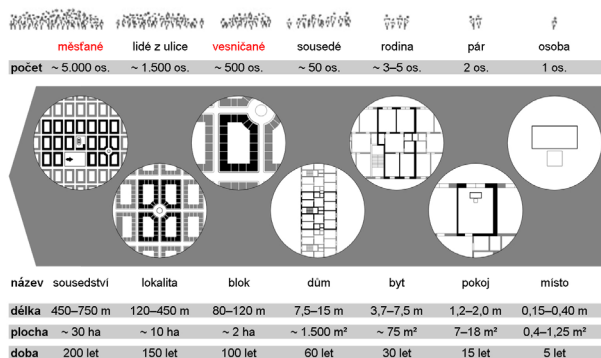 měšťané lidé z ulice vesničané sousedé rodina pár osoba
počet ~ 5.000 os. ~ 1.500 os. ~ 500 os. ~ 50 os. ~ 3–5 os. 2 os. 1 os.
název sousedství lokalita blok dům byt pokoj místo
délka 450–750 m 120–450 m 80–120 m 7,5–15 m 3,7–7,5 m 1,2–2,0 m 0,15–0,40 m
plocha ~ 30 ha ~ 10 ha ~ 2 ha ~ 1.500 m² ~ 75 m² 7–18 m² 0,4–1,25 m²
doba 200 let 150 let 100 let 60 let 30 let 15 let 5 let